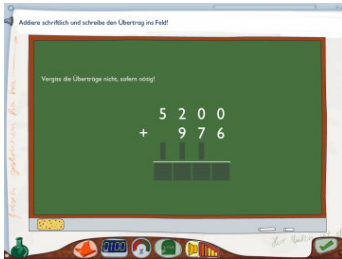 Addiere schriftlich und schreibe den Übertrag ins Feld!
Vergiss die Überträge nicht, sofern nötig!
5 2 0 0
+ 9 7 6